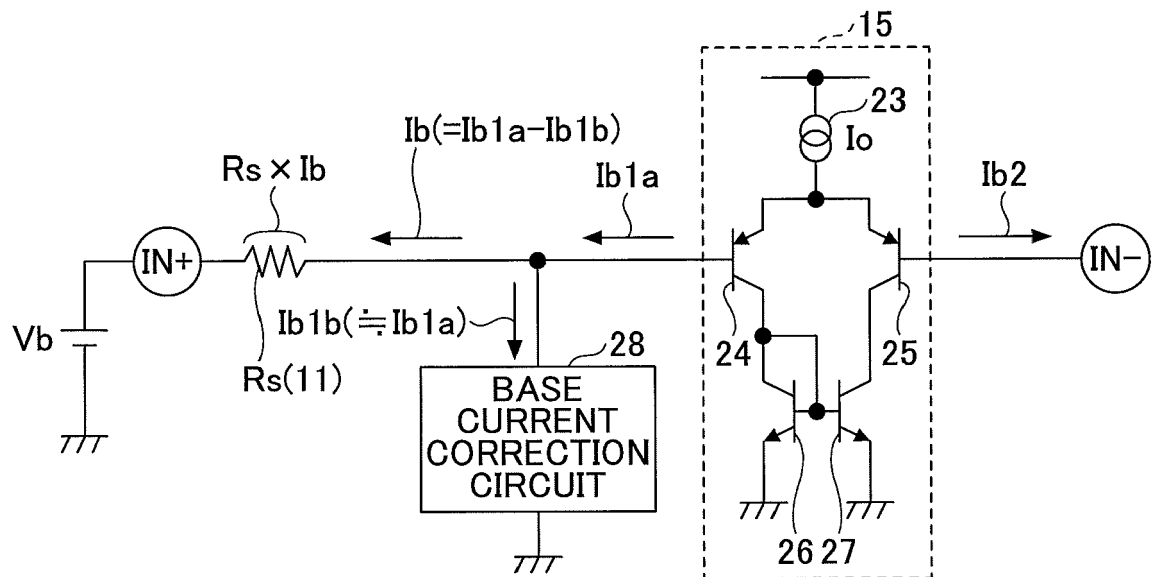 15
23
Io
Ib(=Ib1a-Ib1b)
Rs×Ib
Ib1a
Ib2
IN+
IN-
Vb
Ib1b(≒Ib1a)
28
24
25
Rs(11)
BASE
CURRENT
CORRECTION
CIRCUIT
26
27